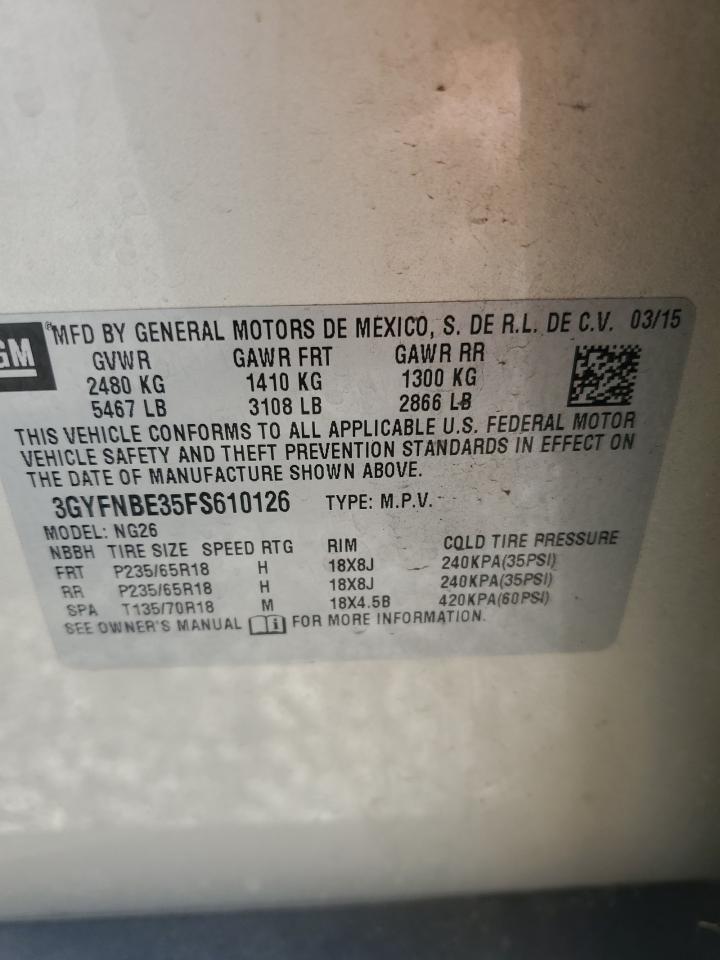 GM
® MFD BY GENERAL MOTORS DE MEXICO, S. DE R.L. DE C.V. 03/15
GVWR GAWR FRT GAWR RR
2480 KG 1410 KG 1300 KG
5467 LB 3108 LB 2866 LB
THIS VEHICLE CONFORMS TO ALL APPLICABLE U.S. FEDERAL MOTOR
VEHICLE SAFETY AND THEFT PREVENTION STANDARDS IN EFFECT ON
THE DATE OF MANUFACTURE SHOWN ABOVE.
3GYFNBE35FS610126 TYPE: M.P.V.
MODEL: NG26
NBBH TIRE SIZE SPEED RTG RIM COLD TIRE PRESSURE
FRT P235/65R18 H 18X8J 240KPA(35PSI)
RR P235/65R18 H 18X8J 240KPA(35PSI)
SPA T135/70R18 M 18X4.5B 420KPA(60PSI)
SEE OWNER'S MANUAL i FOR MORE INFORMATION.